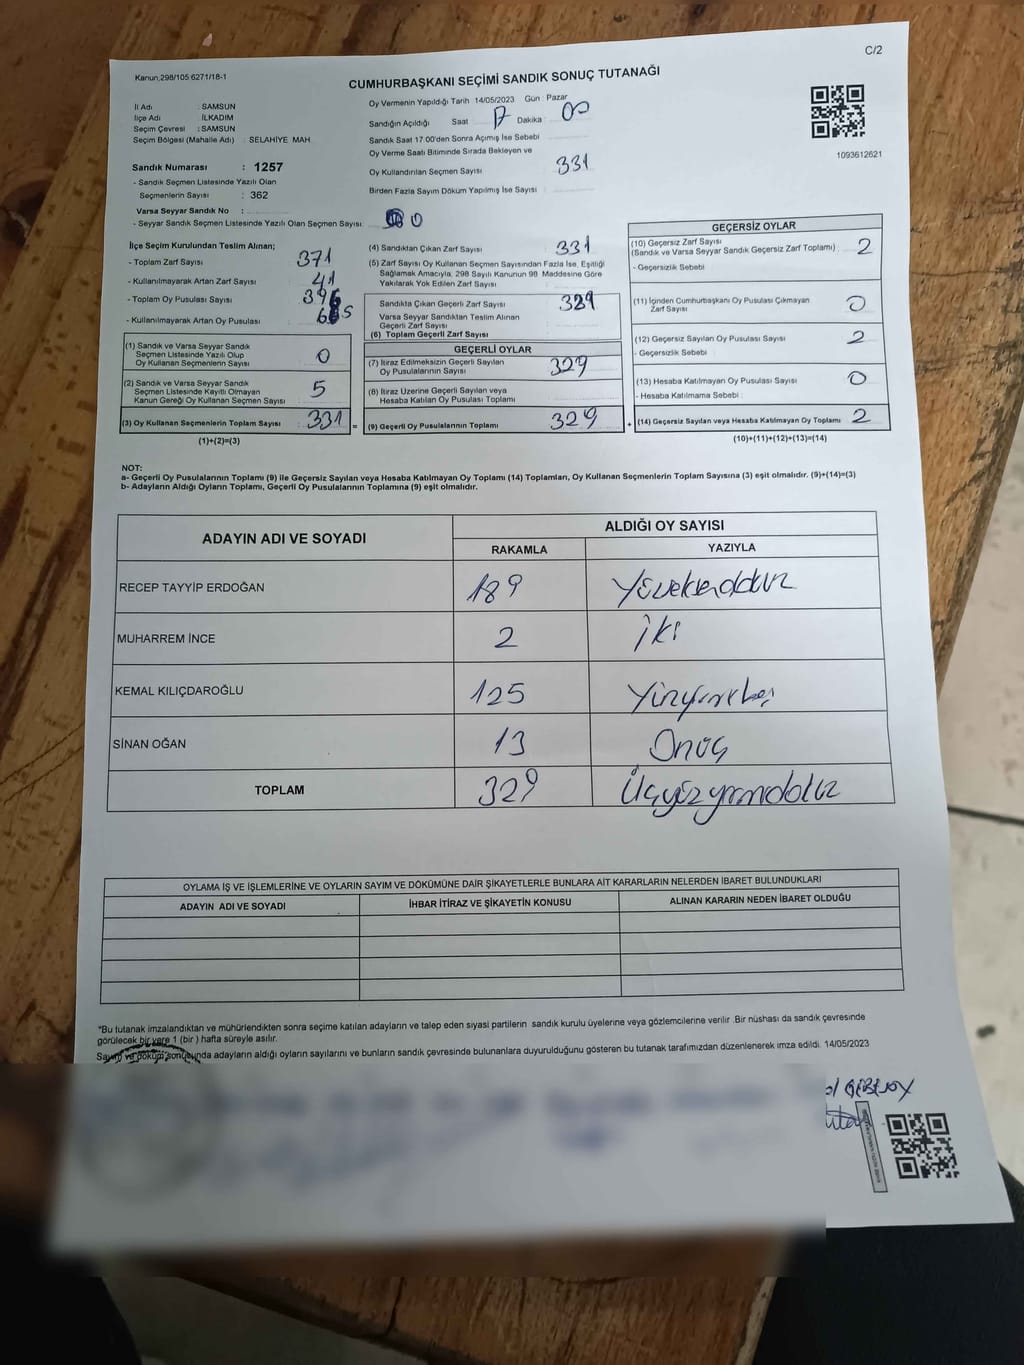 C/2
Kanun,298/105 6271/18-1
CUMHURBAŞKANI SEÇİMİ SANDIK SONUÇ TUTANAĞI
İl Adı : SAMSUN
İlçe Adı : İLKADIM
Seçim Çevresi : SAMSUN
Seçim Bölgesi (Mahalle Adı) : SELAHİYE MAH.
Sandık Numarası : 1257
- Sandık Seçmen Listesinde Yazılı Olan
Seçmenlerin Sayısı : 362
Varsa Seyyar Sandık No :
- Seyyar Sandık Seçmen Listesinde Yazılı Olan Seçmen Sayısı: 0
Oy Vermenin Yapıldığı Tarih 14/05/2023 Gün Pazar
Sandığın Açıldığı Saat 17 Dakika : 00
Sandık Saat 17:00'den Sonra Açımış İse Sebebi
Oy Verme Saati Bitiminde Sırada Bekleyen ve
Oy Kullandırılan Seçmen Sayısı 331
Birden Fazla Sayım Döküm Yapılmış İse Sayısı
1093612621
İlçe Seçim Kurulundan Teslim Alınan;
- Toplam Zarf Sayısı : 371
- Kullanılmayarak Artan Zarf Sayısı : 41
- Toplam Oy Pusulası Sayısı : 396
- Kullanılmayarak Artan Oy Pusulası :
(1) Sandık ve Varsa Seyyar Sandık
Seçmen Listesinde Yazılı Olup
Oy Kullanan Seçmenlerin Sayısı : 0
(2) Sandık ve Varsa Seyyar Sandık
Seçmen Listesinde Kayıtlı Olmayan
Kanun Gereği Oy Kullanan Seçmen Sayısı : 5
(3) Oy Kullanan Seçmenlerin Toplam Sayısı : 331 =
(1)+(2)=(3)
(4) Sandıktan Çıkan Zarf Sayısı : 331
(5) Zarf Sayısı Oy Kullanan Seçmen Sayısından Fazla İse, Eşitliği
Sağlamak Amacıyla, 298 Sayılı Kanunun 98. Maddesine Göre
Yakılarak Yok Edilen Zarf Sayısı
Sandıkta Çıkan Geçerli Zarf Sayısı : 329
Varsa Seyyar Sandıktan Teslim Alınan
Geçerli Zarf Sayısı
(6) Toplam Geçerli Zarf Sayısı
GEÇERLİ OYLAR
(7) İtiraz Edilmeksizin Geçerli Sayılan
Oy Pusulalarının Sayısı : 329
(8) İtiraz Üzerine Geçerli Sayılan veya
Hesaba Katılan Oy Pusulası Toplamı :
(9) Geçerli Oy Pusulalarının Toplamı : 329 +
GEÇERSİZ OYLAR
(10) Geçersiz Zarf Sayısı
(Sandık ve Varsa Seyyar Sandık Geçersiz Zarf Toplamı) : 2
- Geçersizlik Sebebi
(11) İçinden Cumhurbaşkanı Oy Pusulası Çıkmayan
Zarf Sayısı : 0
(12) Geçersiz Sayılan Oy Pusulası Sayısı : 2
- Geçersizlik Sebebi :
(13) Hesaba Katılmayan Oy Pusulası Sayısı : 0
- Hesaba Katılmama Sebebi :
(14) Geçersiz Sayılan veya Hesaba Katılmayan Oy Toplamı : 2
(10)+(11)+(12)+(13)=(14)
NOT:
a- Geçerli Oy Pusulalarının Toplamı (9) ile Geçersiz Sayılan veya Hesaba Katılmayan Oy Toplamı (14) Toplamları, Oy Kullanan Seçmenlerin Toplam Sayısına (3) eşit olmalıdır. (9)+(14)=(3)
b- Adayların Aldığı Oyların Toplamı, Geçerli Oy Pusulalarının Toplamına (9) eşit olmalıdır.
ADAYIN ADI VE SOYADI
ALDIĞI OY SAYISI
RAKAMLA YAZIYLA
RECEP TAYYİP ERDOĞAN 189 Yüzseksendokuz
MUHARREM İNCE 2 İki
KEMAL KILIÇDAROĞLU 125 Yüzyirmibeş
SİNAN OĞAN 13 Onüç
TOPLAM 329 Üçyüzyirmidokuz
OYLAMA İŞ VE İŞLEMLERİNE VE OYLARIN SAYIM VE DÖKÜMÜNE DAİR ŞİKAYETLERLE BUNLARA AİT KARARLARIN NELERDEN İBARET BULUNDUKLARI
ADAYIN ADI VE SOYADI İHBAR İTİRAZ VE ŞİKAYETİN KONUSU ALINAN KARARIN NEDEN İBARET OLDUĞU
*Bu tutanak imzalandıktan ve mühürlendikten sonra seçime katılan adayların ve talep eden siyasi partilerin sandık kurulu üyelerine veya gözlemcilerine verilir .Bir nüshası da sandık çevresinde
görülecek bir yere 1 (bir ) hafta süreyle asılır.
Sayım ve döküm sonucunda adayların aldığı oyların sayılarını ve bunların sandık çevresinde bulunanlara duyurulduğunu gösteren bu tutanak tarafımızdan düzenlenerek imza edildi. 14/05/2023